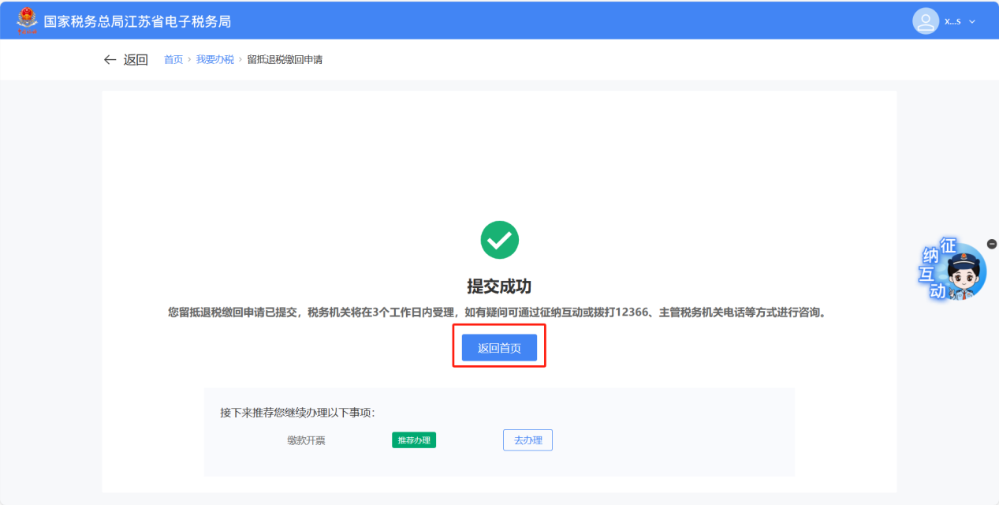 国家税务总局江苏省电子税务局
x...s
返回 首页 › 我要办税 › 留抵退税缴回申请
征纳互动
提交成功
您留抵退税缴回申请已提交，税务机关将在3个工作日内受理，如有疑问可通过征纳互动或拨打12366、主管税务机关电话等方式进行咨询。
返回首页
接下来推荐您继续办理以下事项：
缴款开票 推荐办理 去办理